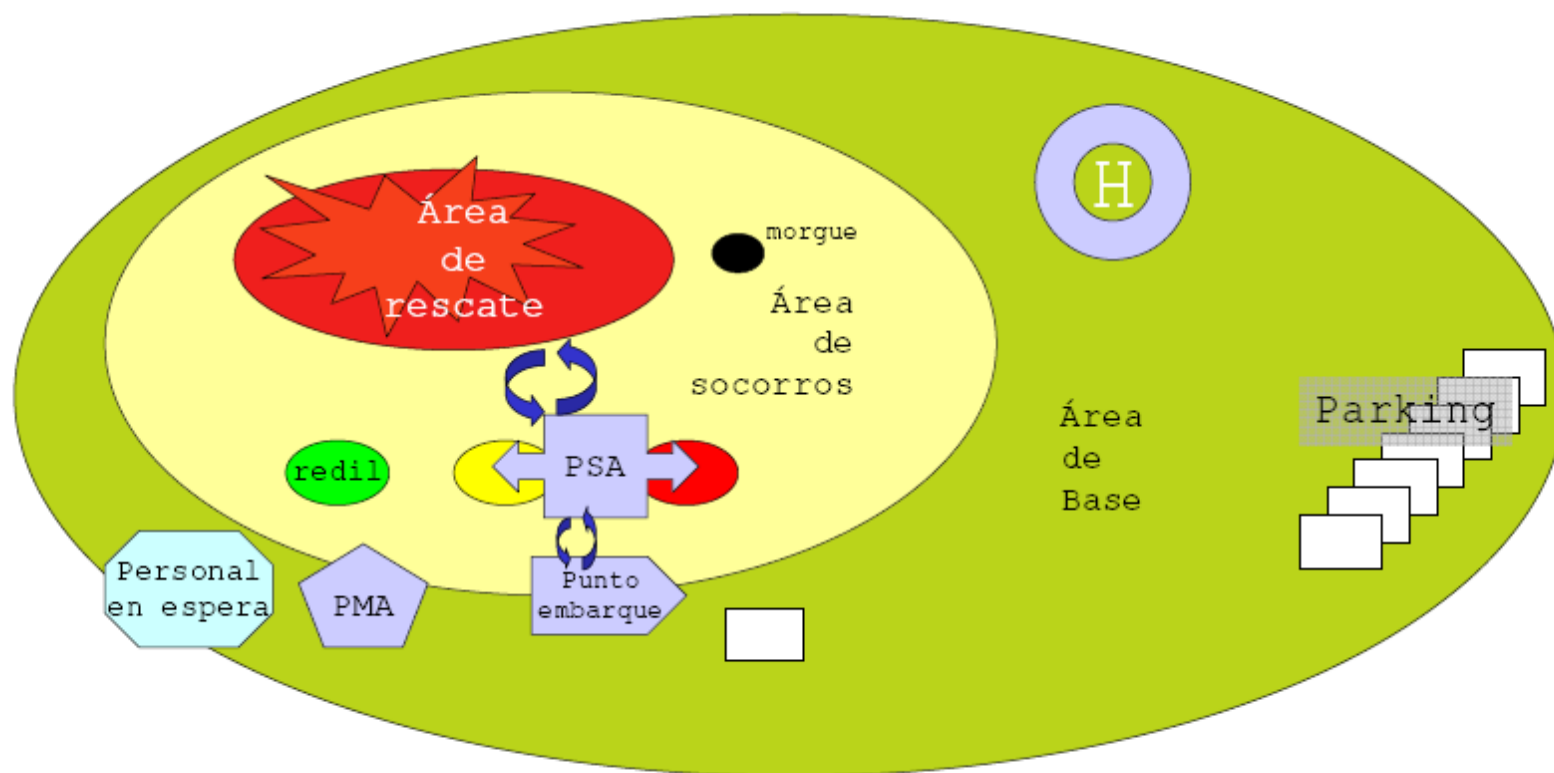 Área
de
rescate
morgue
Área
de
socorros
H
Área
de
Base
Parking
redil
PSA
Personal
en espera
PMA
Punto
embarque